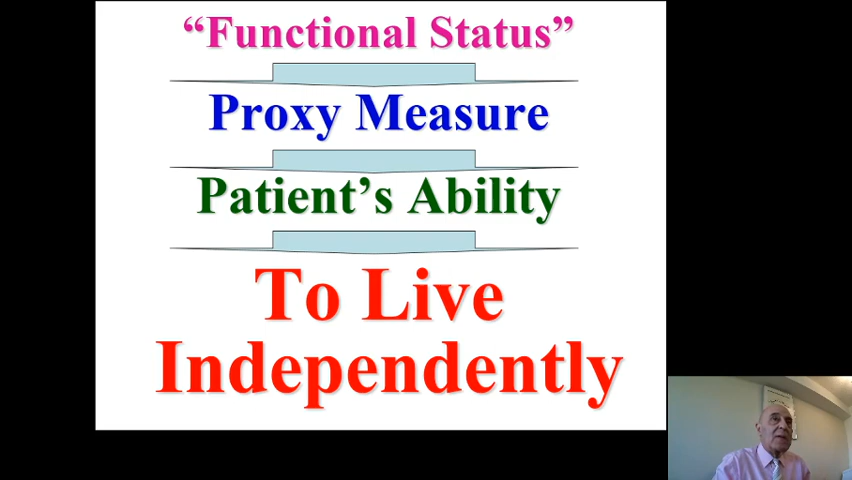 “Functional Status”
Proxy Measure
Patient’s Ability
To Live
Independently